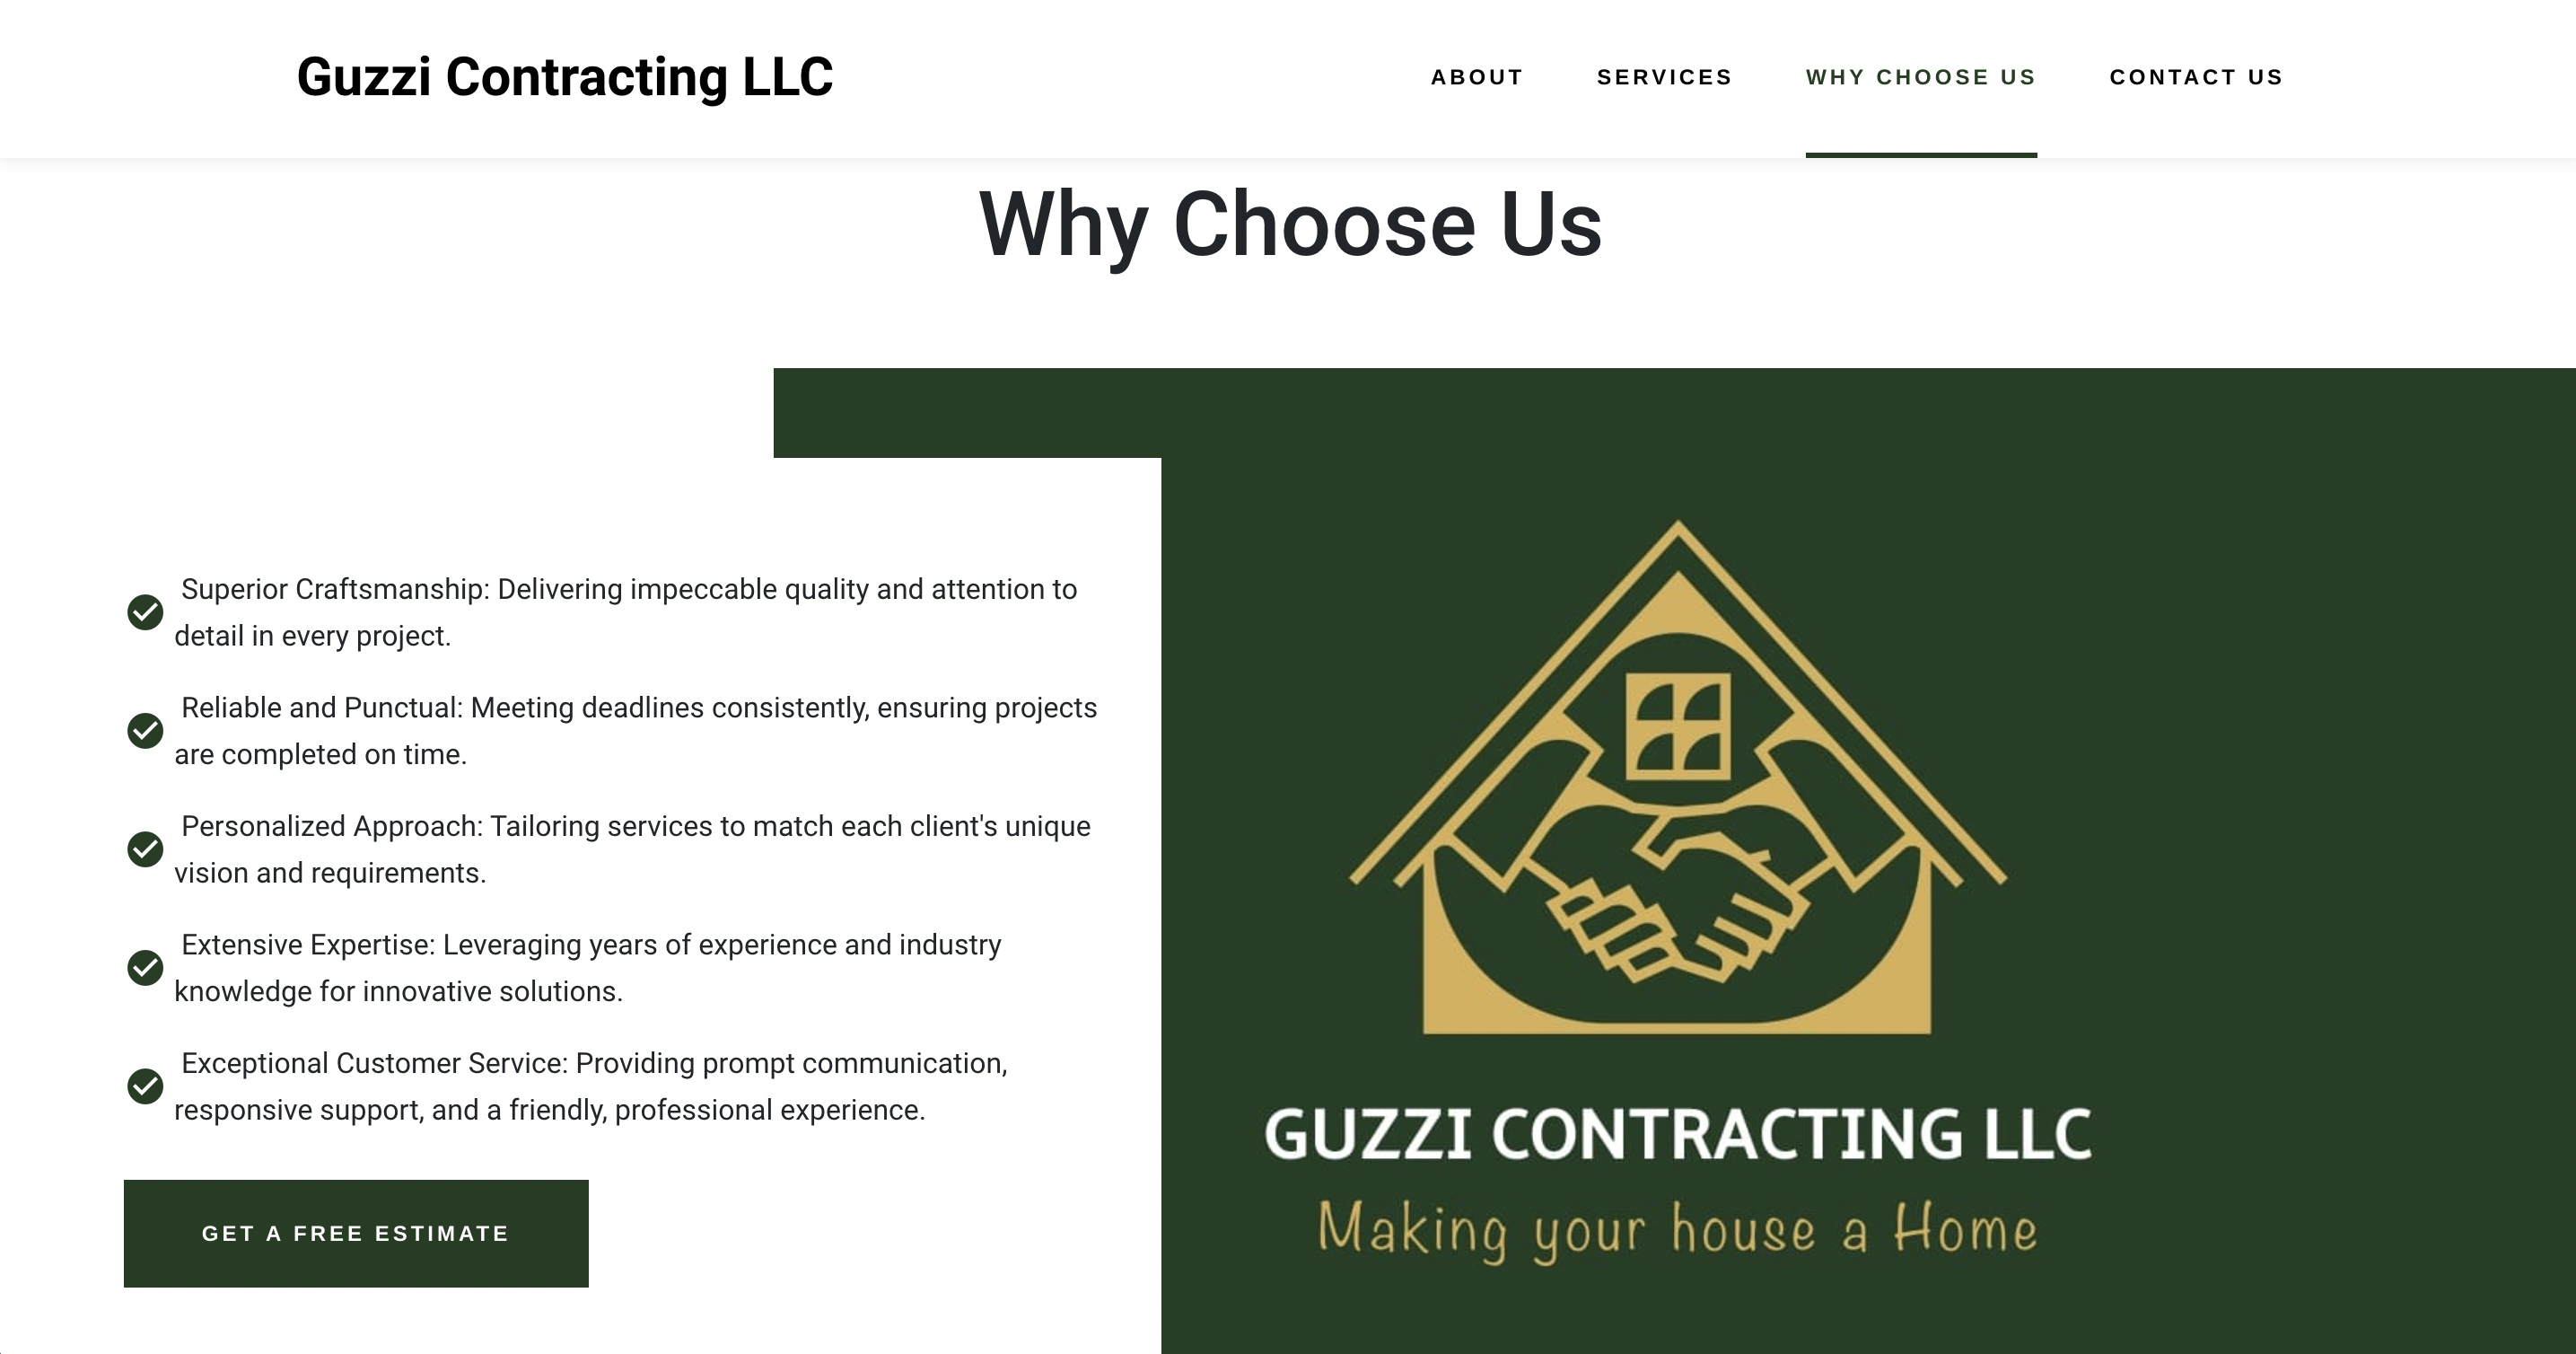 Guzzi Contracting LLC
ABOUT SERVICES WHY CHOOSE US CONTACT US
Why Choose Us
Superior Craftsmanship: Delivering impeccable quality and attention to
detail in every project.
Reliable and Punctual: Meeting deadlines consistently, ensuring projects
are completed on time.
Personalized Approach: Tailoring services to match each client's unique
vision and requirements.
Extensive Expertise: Leveraging years of experience and industry
knowledge for innovative solutions.
Exceptional Customer Service: Providing prompt communication,
responsive support, and a friendly, professional experience.
GET A FREE ESTIMATE
GUZZI CONTRACTING LLC
Making your house a Home